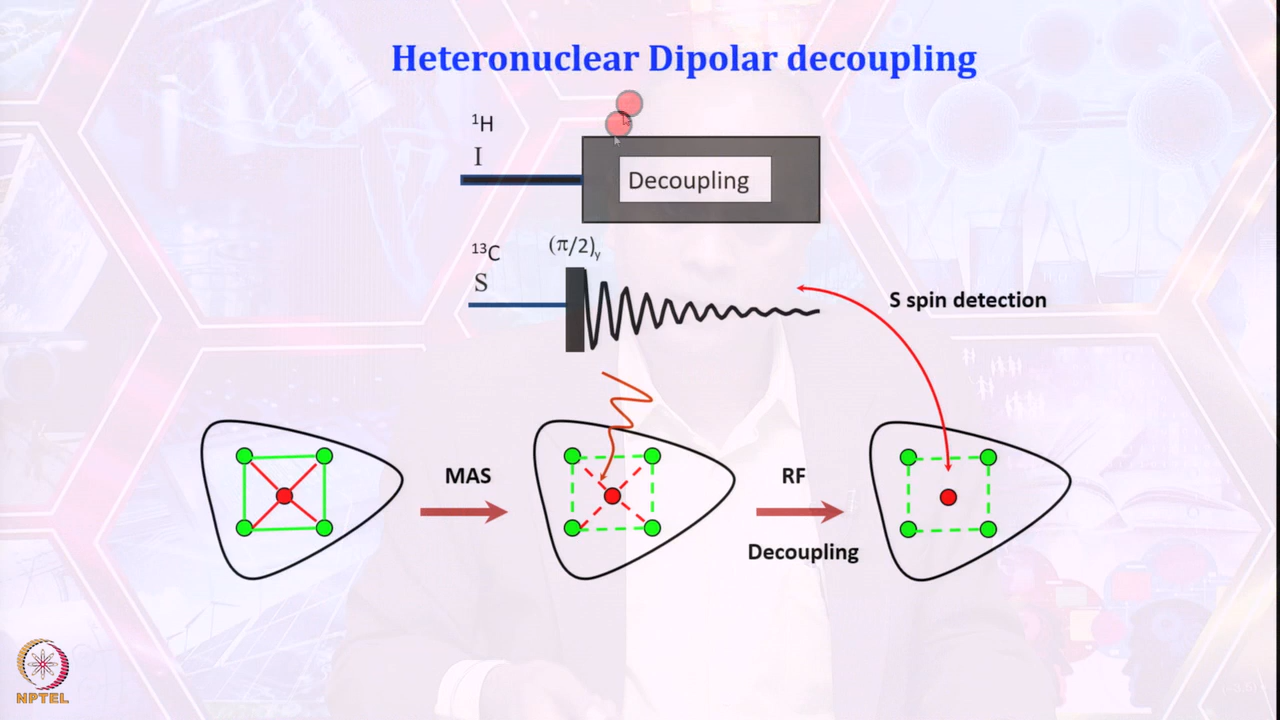 Heteronuclear Dipolar decoupling
¹H
I
Decoupling
¹³C
(π/2)ᵧ
S
S spin detection
MAS
RF
Decoupling
NPTEL